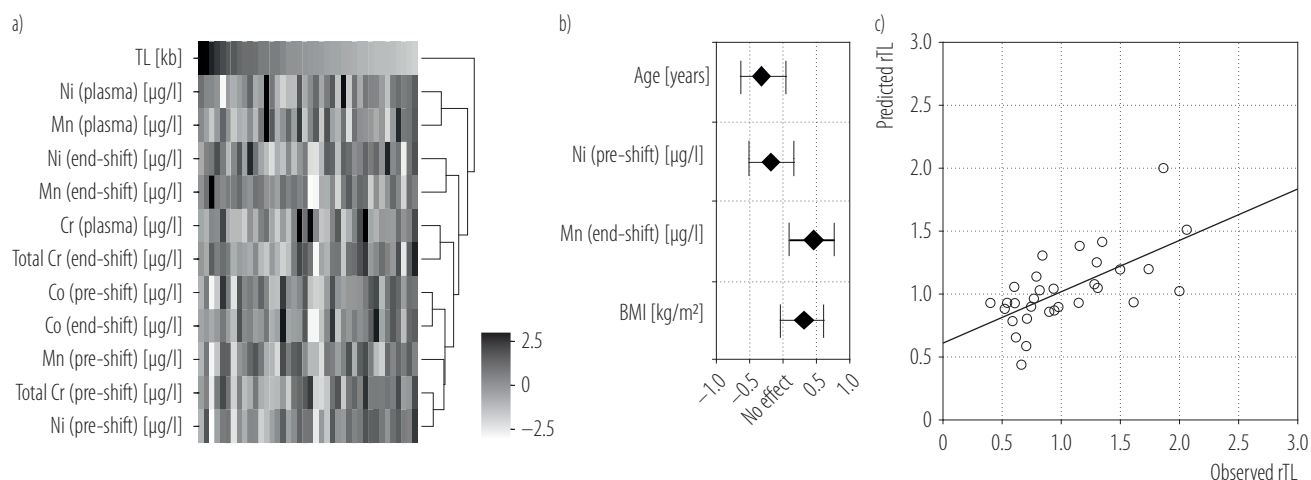 a)
TL [kb]
Ni (plasma) [µg/l]
Mn (plasma) [µg/l]
Ni (end-shift) [µg/l]
Mn (end-shift) [µg/l]
Cr (plasma) [µg/l]
Total Cr (end-shift) [µg/l]
Co (pre-shift) [µg/l]
Co (end-shift) [µg/l]
Mn (pre-shift) [µg/l]
Total Cr (pre-shift) [µg/l]
Ni (pre-shift) [µg/l]
2.5
0
−2.5
b)
Age [years]
Ni (pre-shift) [µg/l]
Mn (end-shift) [µg/l]
BMI [kg/m²]
−1.0
−0.5
No effect
0.5
1.0
c)
Predicted rTL
3.0
2.5
2.0
1.5
1.0
0.5
0
0 0.5 1.0 1.5 2.0 2.5 3.0
Observed rTL